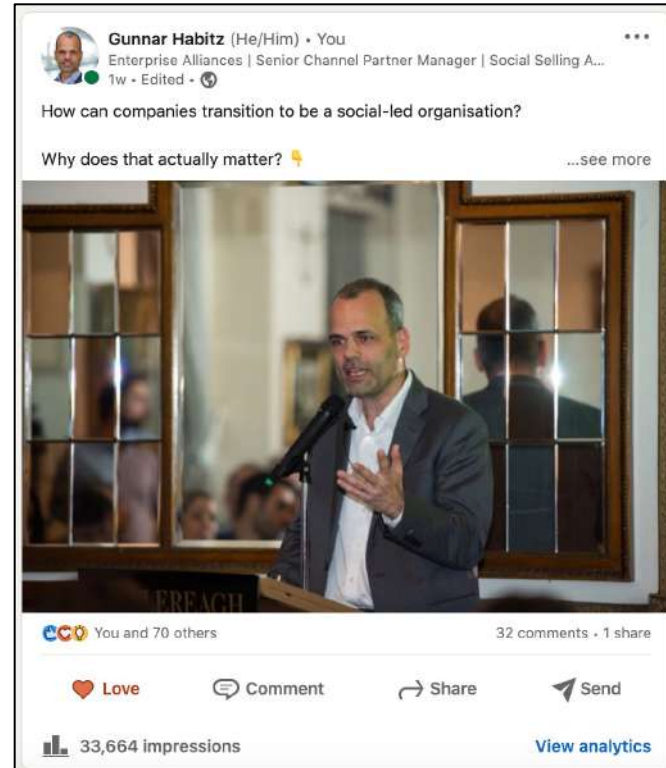 Gunnar Habitz (He/Him) • You
Enterprise Alliances | Senior Channel Partner Manager | Social Selling A...
1w • Edited •
How can companies transition to be a social-led organisation?
Why does that actually matter? 👇
...see more
EREAGH
You and 70 others
32 comments • 1 share
Love
Comment
Share
Send
33,664 impressions
View analytics